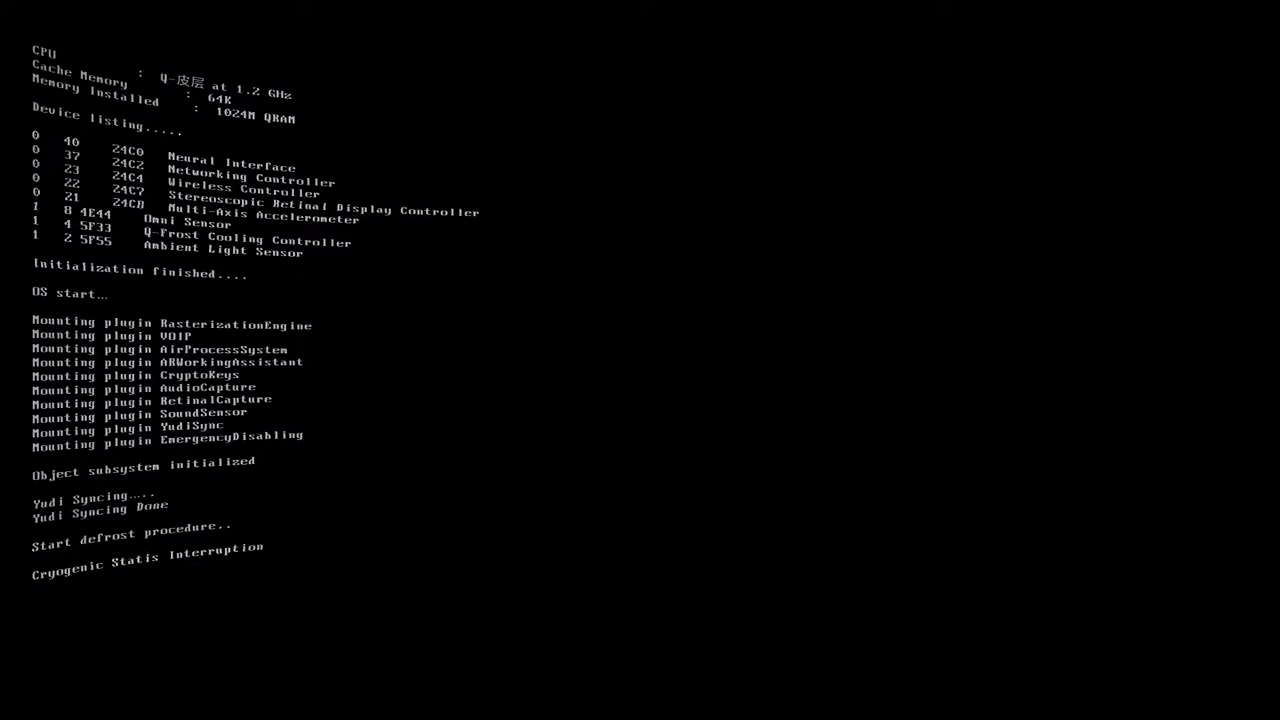 CPU : Q-皮层 at 1.2 GHz
Cache Memory : 64K
Memory Installed : 1024M QRAM
Device listing.....
0 40 24C0 Neural Interface
0 37 24C2 Networking Controller
0 23 24C4 Wireless Controller
0 22 24C7 Stereoscopic Retinal Display Controller
0 21 24CB Multi-Axis Accelerometer
1 8 4E44 Omni Sensor
1 4 5F33 Q-Frost Cooling Controller
1 2 5F55 Ambient Light Sensor
Initialization finished....
OS start...
Mounting plugin RasterizationEngine
Mounting plugin VOIP
Mounting plugin AirProcessSystem
Mounting plugin ARWorkingAssistant
Mounting plugin CryptoKeys
Mounting plugin AudioCapture
Mounting plugin RetinalCapture
Mounting plugin SoundSensor
Mounting plugin YudiSync
Mounting plugin EmergencyDisabling
Object subsystem initialized
Yudi Syncing.....
Yudi Syncing Done
Start defrost procedure..
Cryogenic Statis Interruption